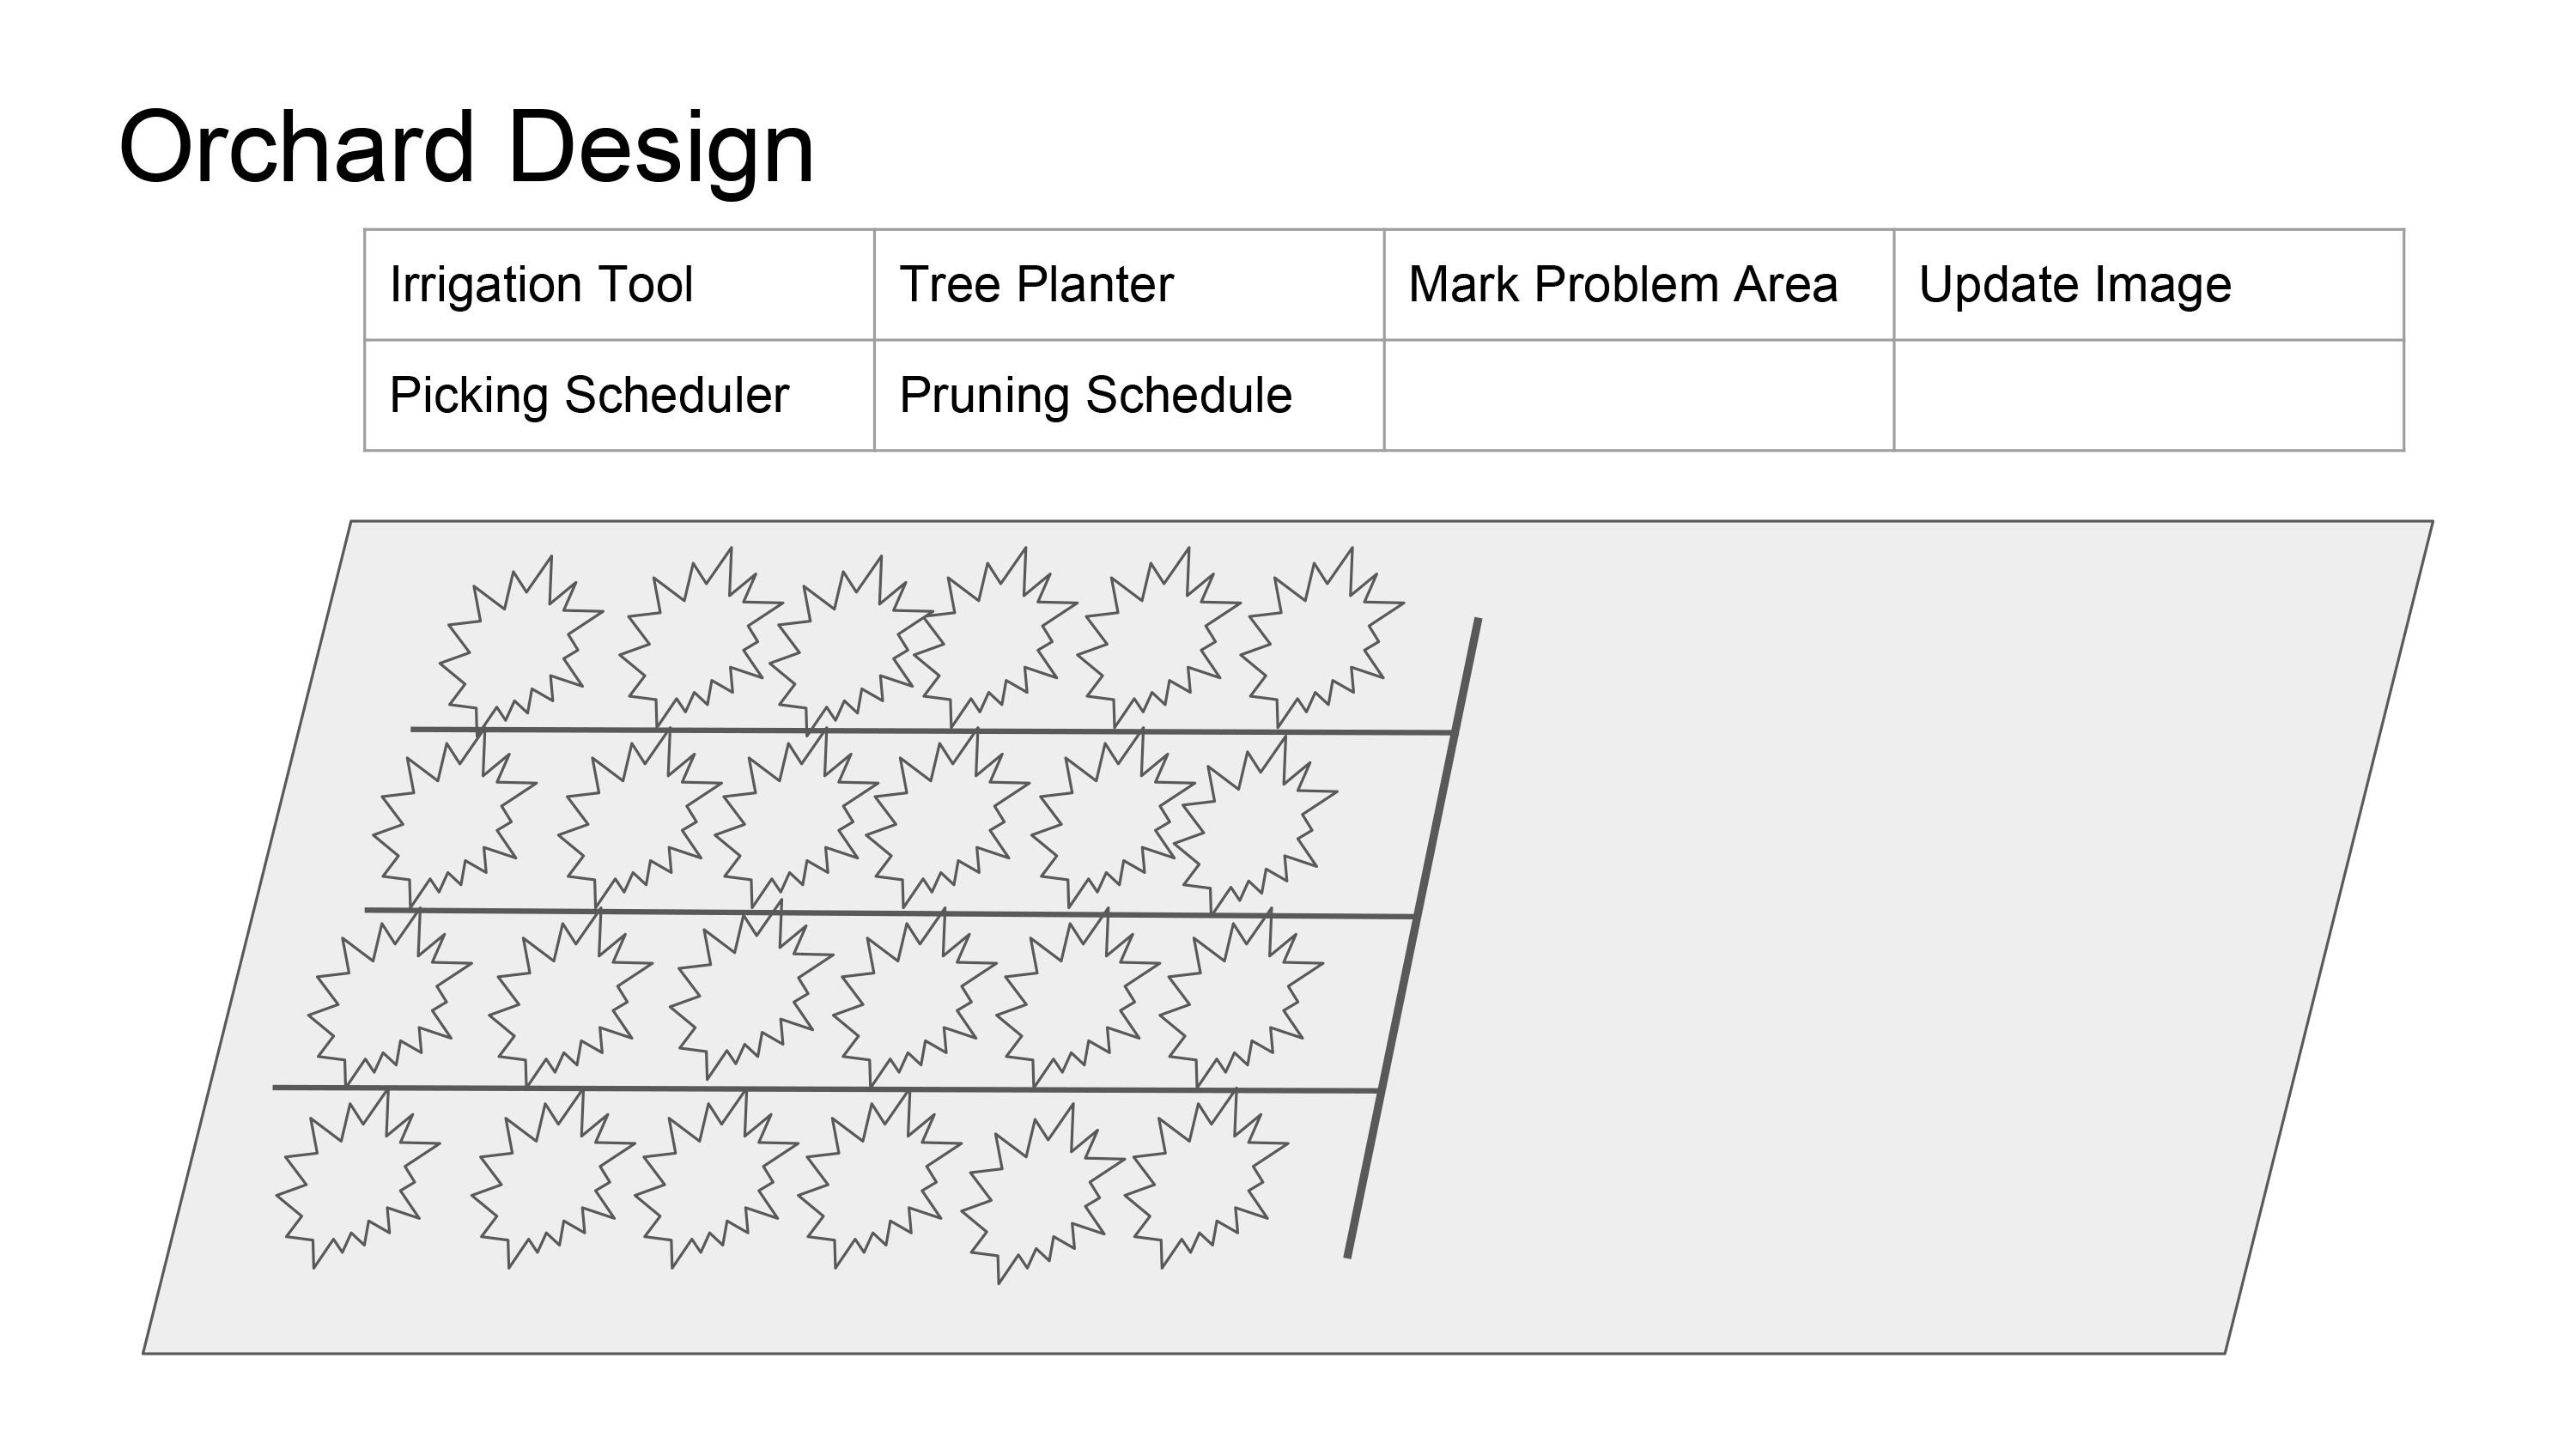 Orchard Design
Irrigation Tool Tree Planter Mark Problem Area Update Image
Picking Scheduler Pruning Schedule